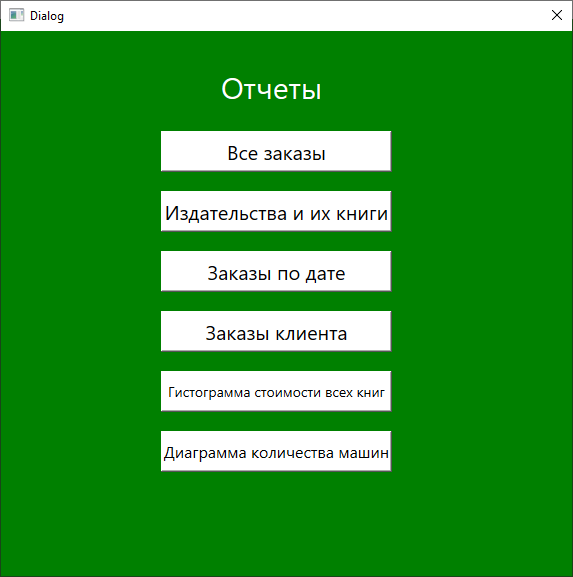 Dialog
Отчеты
Все заказы
Издательства и их книги
Заказы по дате
Заказы клиента
Гистограмма стоимости всех книг
Диаграмма количества машин